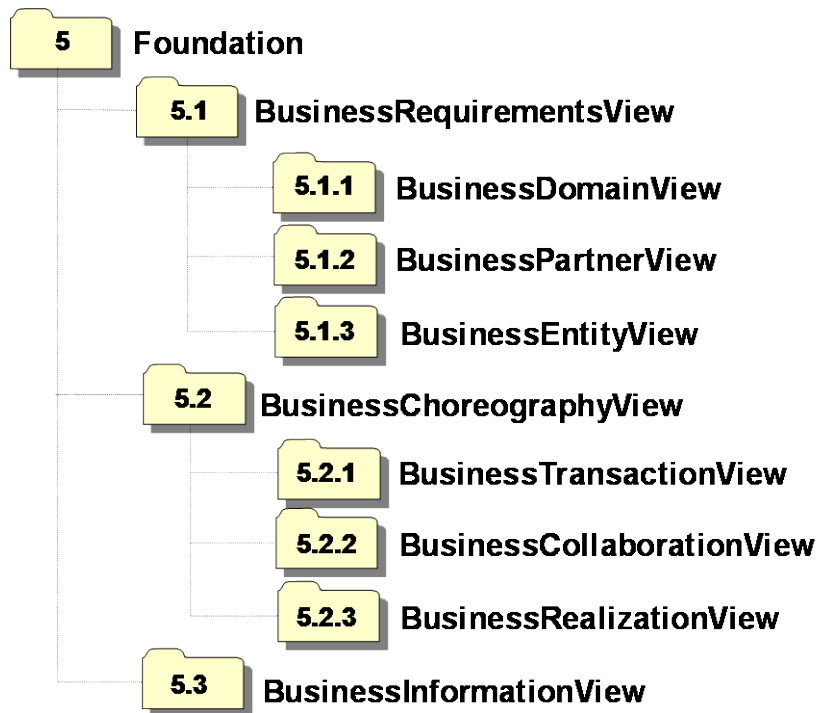 5 Foundation
5.1 BusinessRequirementsView
5.1.1 BusinessDomainView
5.1.2 BusinessPartnerView
5.1.3 BusinessEntityView
5.2 BusinessChoreographyView
5.2.1 BusinessTransactionView
5.2.2 BusinessCollaborationView
5.2.3 BusinessRealizationView
5.3 BusinessInformationView